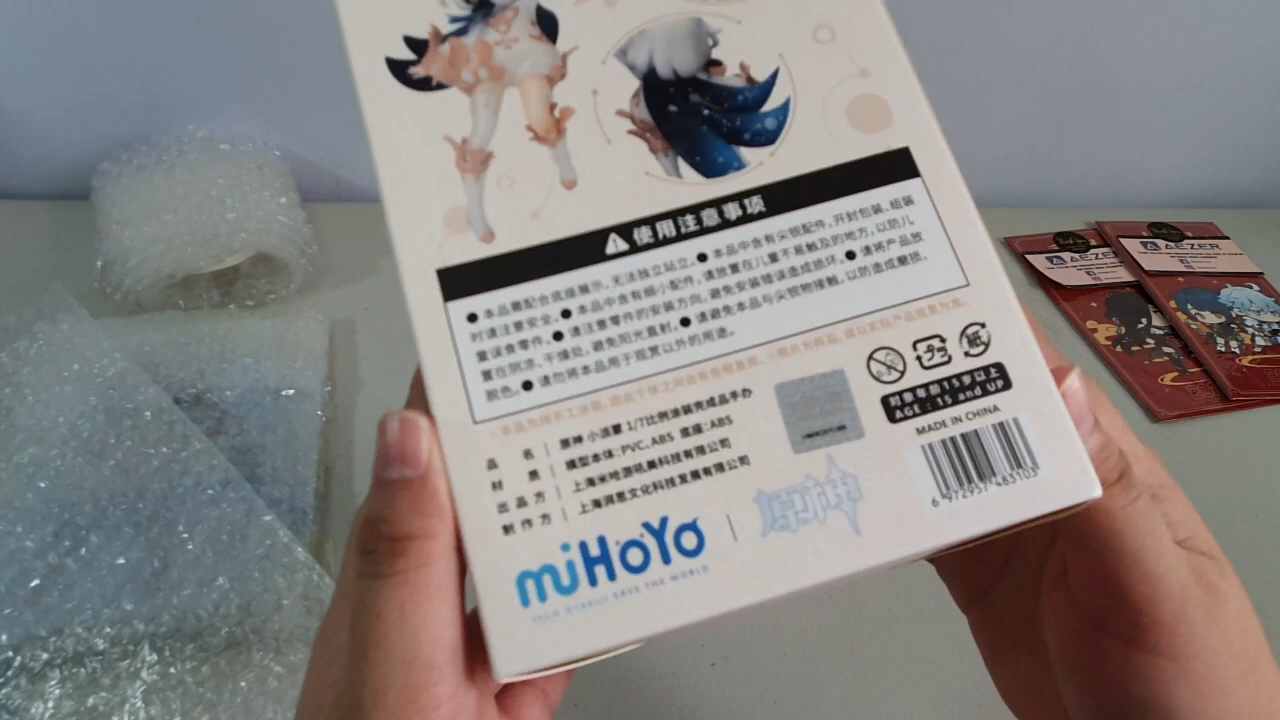 使用注意事项
●本品需配合底座展示，无法独立站立。●本品中含有尖锐配件，开封包装、组装
时请注意安全。●本品中含有细小配件，请放置在儿童不易触及的地方，以防儿
童误食零件。●请注意零件的安装方向，避免安装错误造成损坏。●请将产品放
置在阴凉、干燥处，避免阳光直射。●请避免本品与尖锐物接触，以防造成磨损、
脱色。●请勿将本品用于观赏以外的用途。
品 名 | 原神 小派蒙 1/7比例涂装完成品手办
材 质 | 模型本体：PVC、ABS 底座：ABS
出品方 | 上海米哈游吼巢科技有限公司
制作方 | 上海润思文化科技发展有限公司
紙
对象年龄15岁以上
AGE : 15 and UP
MADE IN CHINA
6 972957 463103
miHoYo | 原神
TECH OTAKUS SAVE THE WORLD
AEZER
AEZER